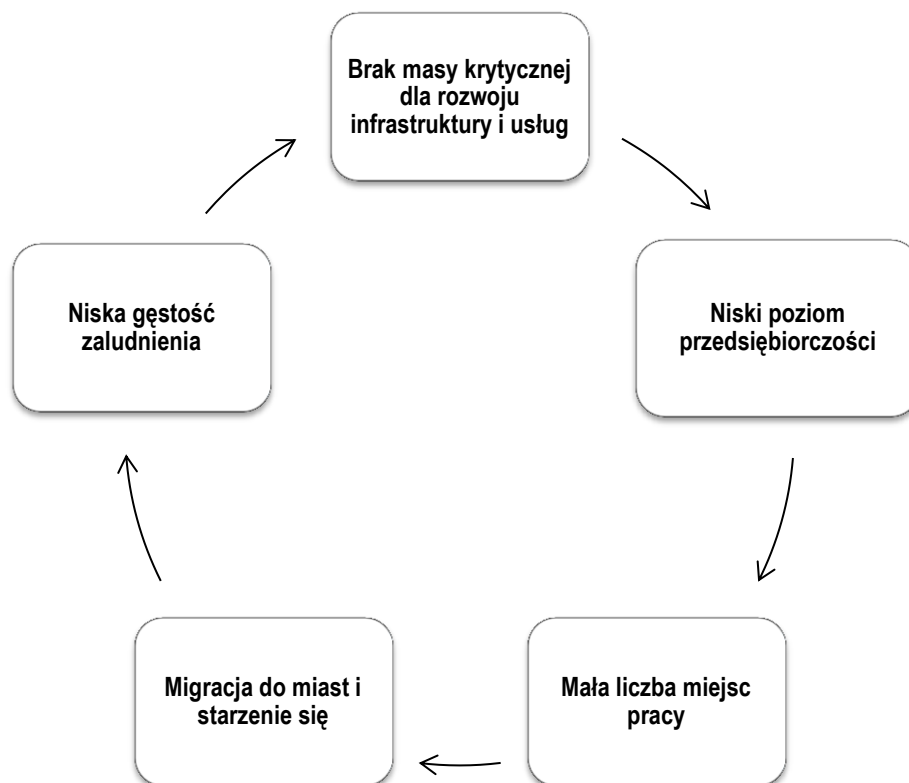 Brak masy krytycznej
dla rozwoju
infrastruktury i usług
Niski poziom
przedsiębiorczości
Mała liczba miejsc
pracy
Migracja do miast i
starzenie się
Niska gęstość
zaludnienia